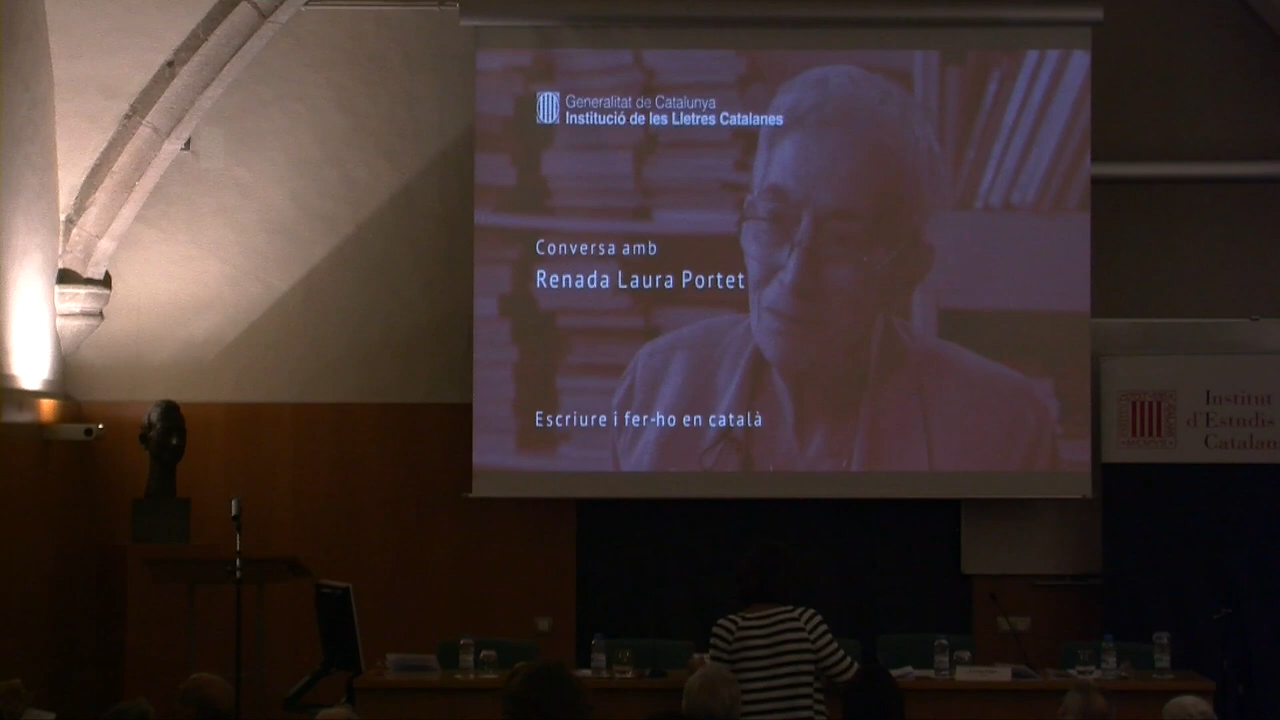 Generalitat de Catalunya
Institució de les Lletres Catalanes
Conversa amb
Renada Laura Portet
Escriure i fer-ho en català
Institut
d'Estudis
Catalan